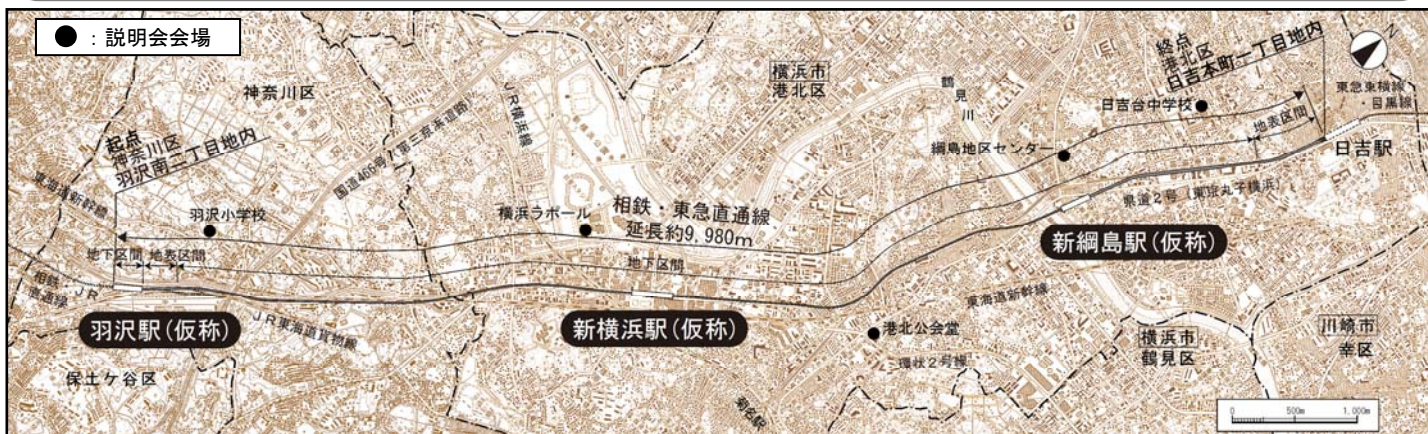 ● : 説明会会場
神奈川区
起点
神奈川区
羽沢南二丁目地内
東海道新幹線
羽沢小学校
国道466号(第三京浜道路)
JR横浜線
横浜市
港北区
鶴見川
終点
港北区
日吉本町一丁目地内
日吉台中学校
東急東横線・
目黒線
地表区間
日吉駅
綱島地区センター
県道2号(東京丸子横浜)
横浜ラポール
相鉄・東急直通線
延長約9,980m
地下区間
地下区間
地表区間
相鉄・JR
直通線
羽沢駅(仮称)
JR東海道貨物線
新横浜駅(仮称)
新綱島駅(仮称)
東海道新幹線
港北公会堂
環状2号線
菊名駅
保土ケ谷区
横浜市
鶴見区
川崎市
幸区
0 500m 1,000m